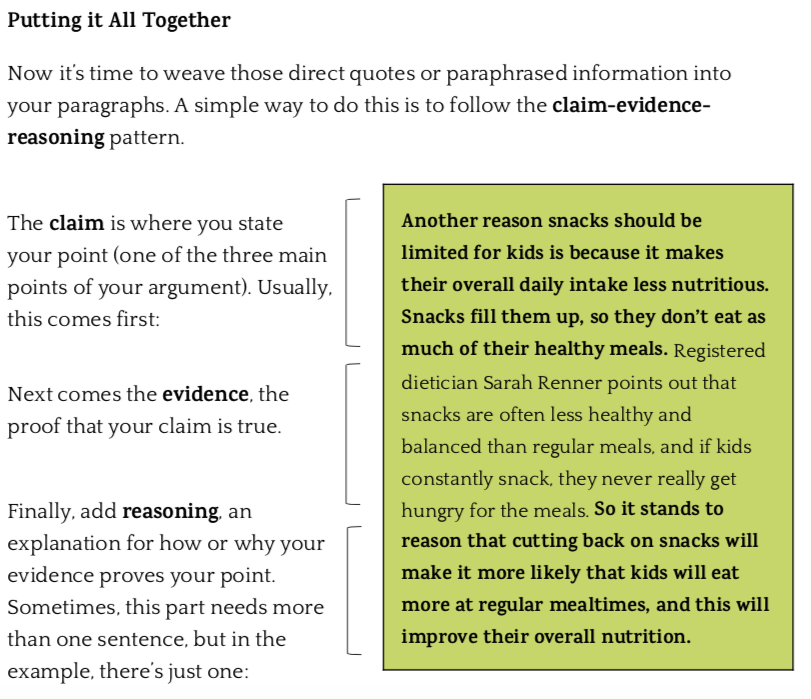 Putting it All Together
Now it's time to weave those direct quotes or paraphrased information into
your paragraphs. A simple way to do this is to follow the claim-evidence-
reasoning pattern.
The claim is where you state
your point (one of the three main
points of your argument). Usually,
this comes first:
Next comes the evidence, the
proof that your claim is true.
Finally, add reasoning, an
explanation for how or why your
evidence proves your point.
Sometimes, this part needs more
than one sentence, but in the
example, there's just one:
Another reason snacks should be
limited for kids is because it makes
their overall daily intake less nutritious.
Snacks fill them up, so they don't eat as
much of their healthy meals. Registered
dietician Sarah Renner points out that
snacks are often less healthy and
balanced than regular meals, and if kids
constantly snack, they never really get
hungry for the meals. So it stands to
reason that cutting back on snacks will
make it more likely that kids will eat
more at regular mealtimes, and this will
improve their overall nutrition.